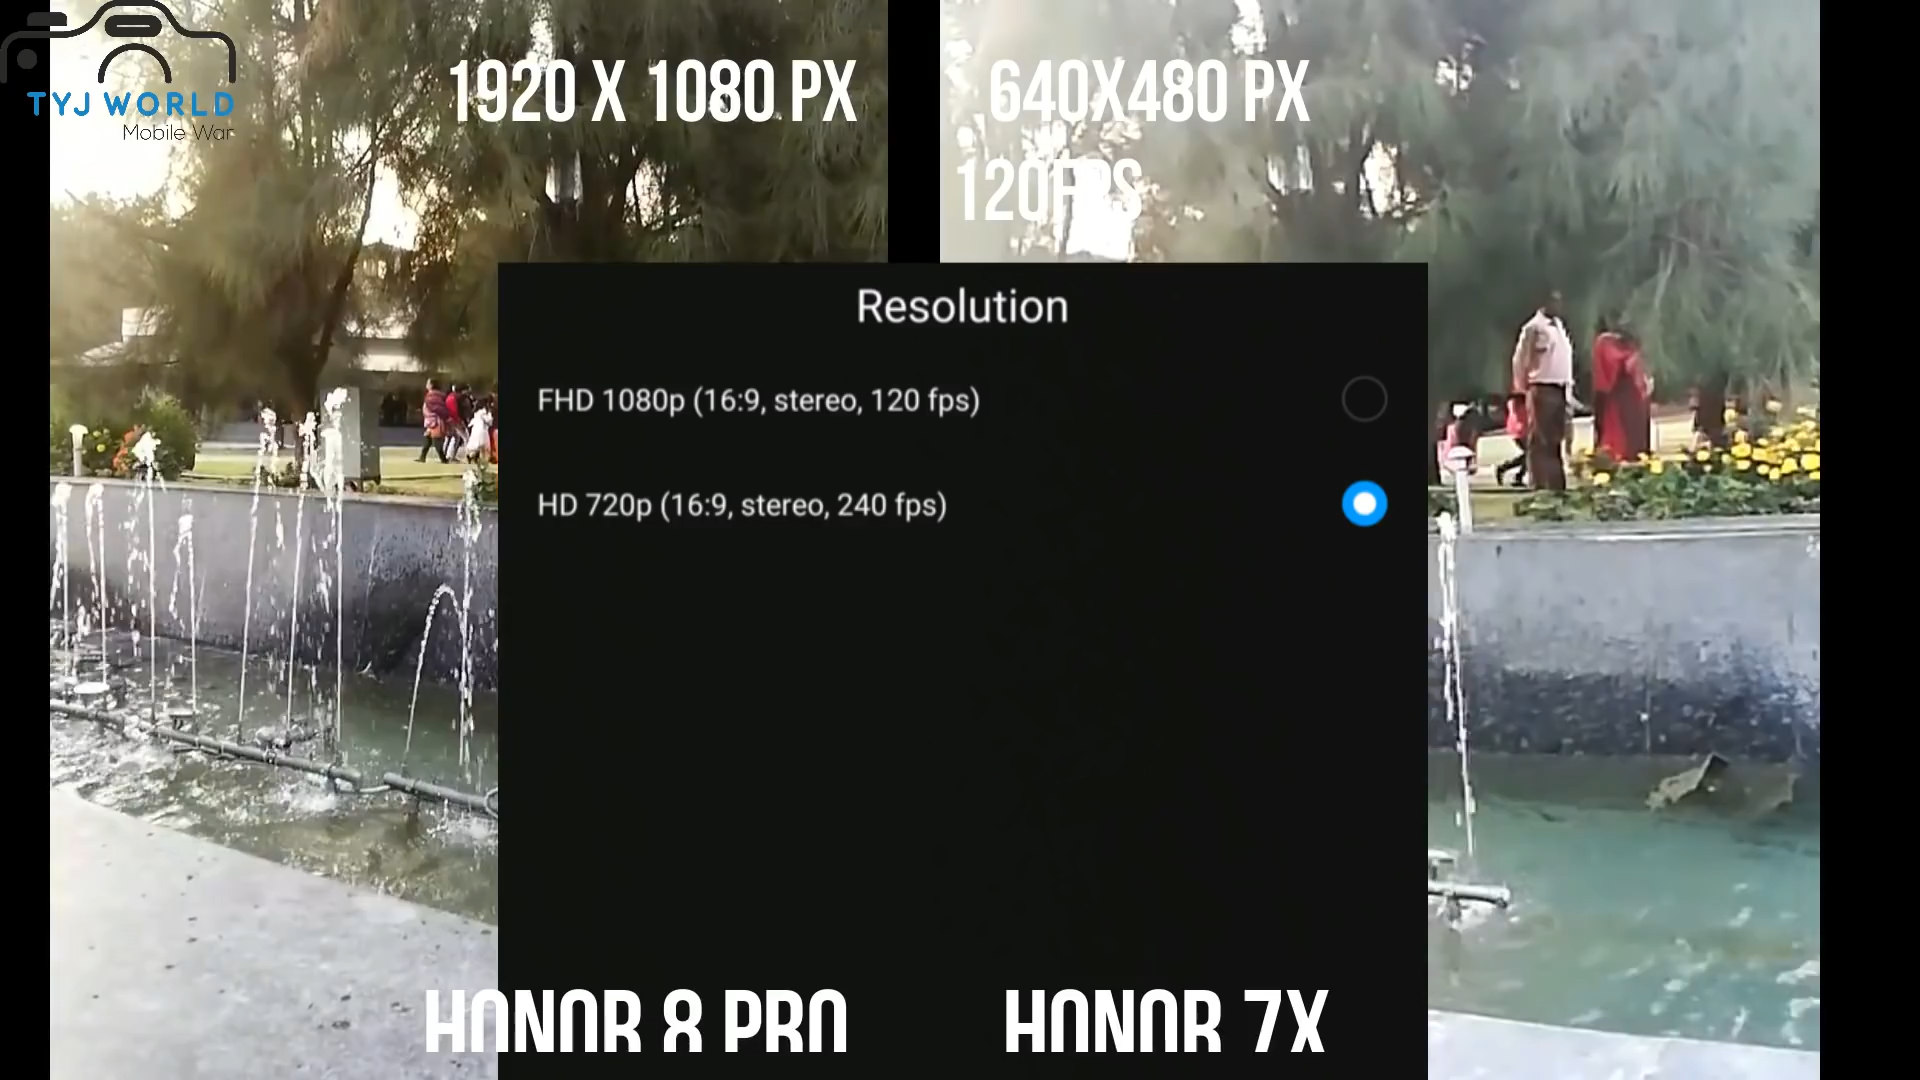 TYJ WORLD
Mobile War
1920 X 1080 PX
640X480 PX
120FPS
Resolution
FHD 1080p (16:9, stereo, 120 fps)
HD 720p (16:9, stereo, 240 fps)
HONOR 8 PRO
HONOR 7X